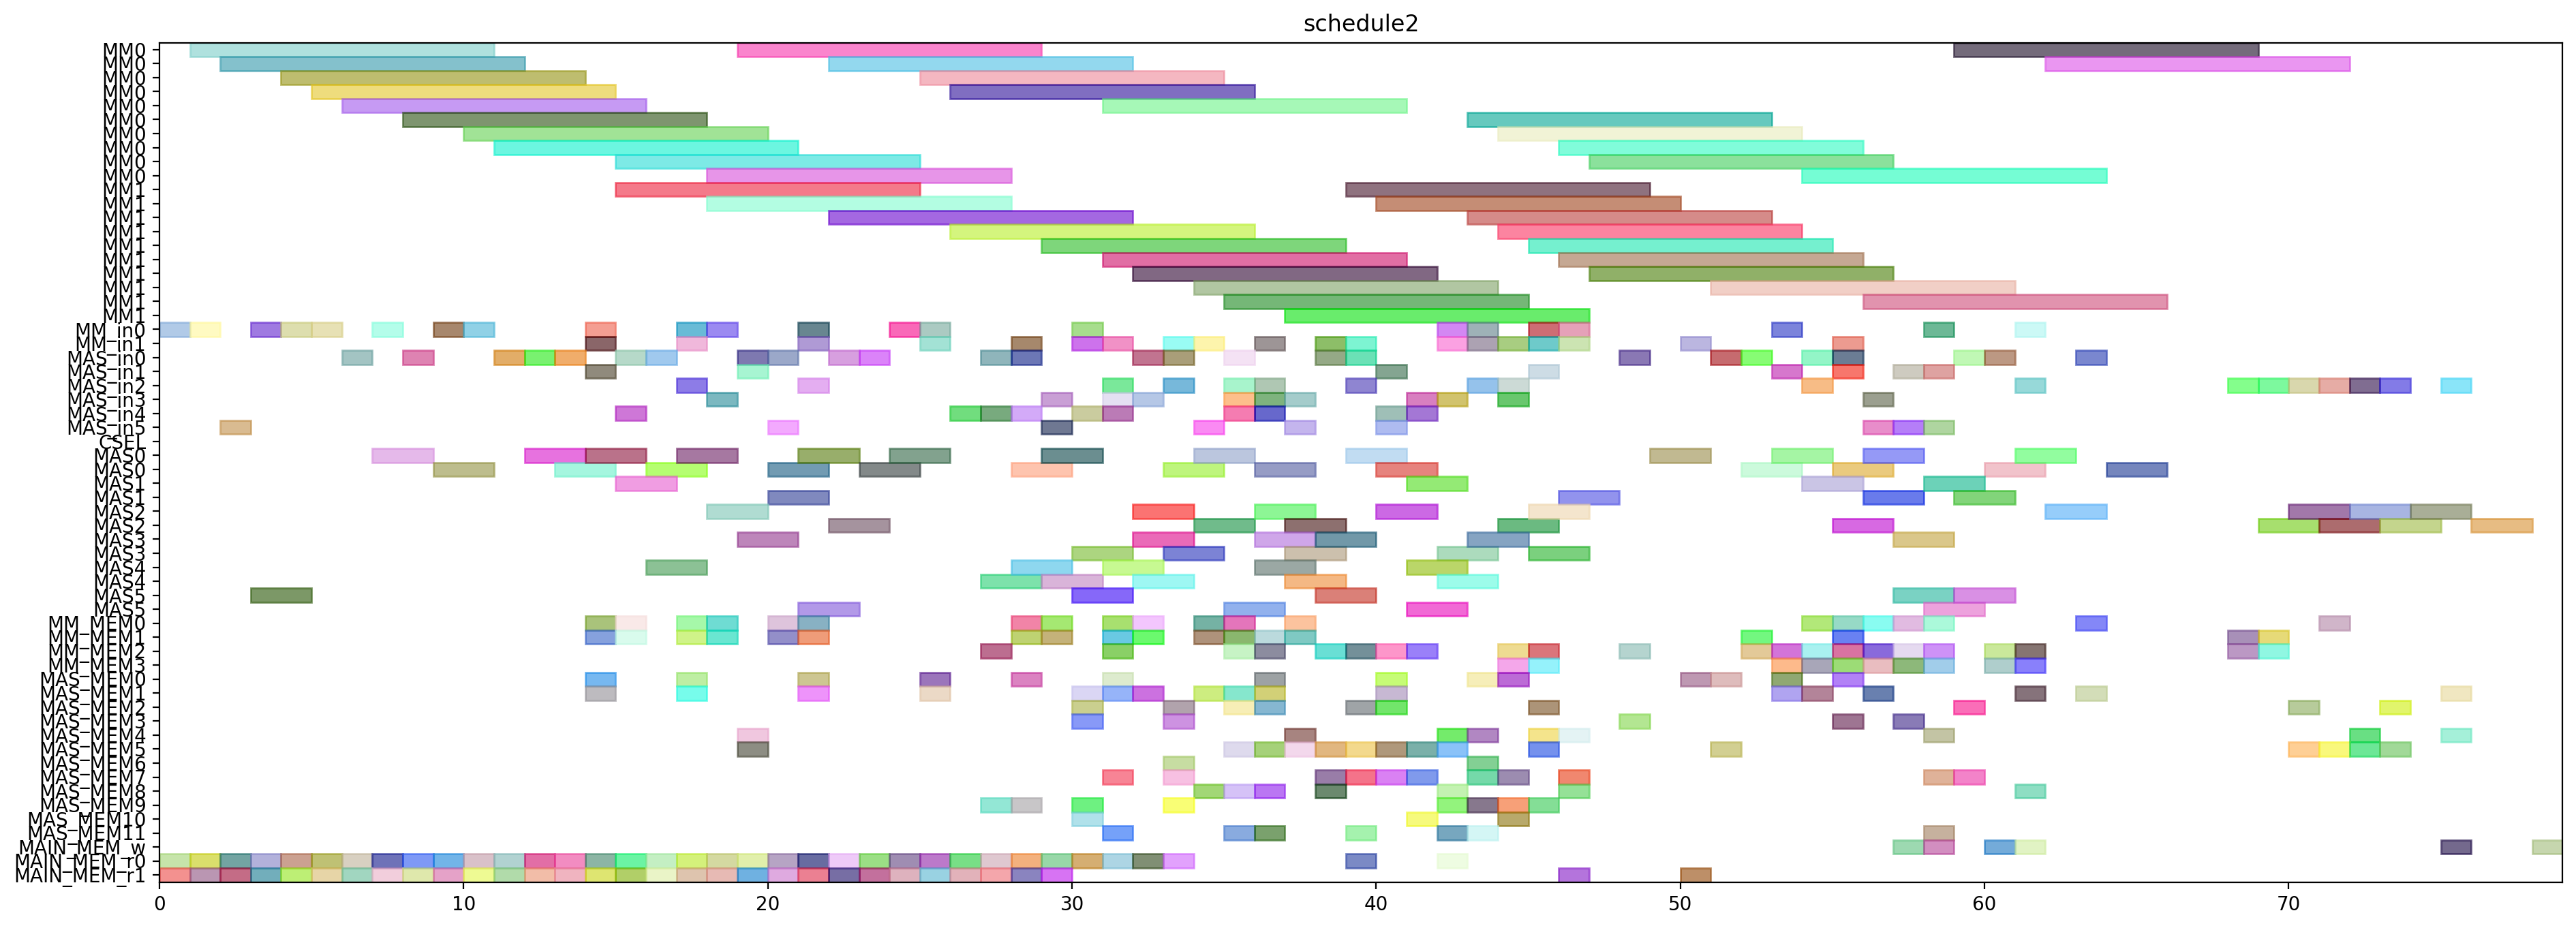 schedule2
MM0
MM0
MM0
MM0
MM0
MM0
MM0
MM0
MM0
MM0
MM1
MM1
MM1
MM1
MM1
MM1
MM1
MM1
MM1
MM1
MM_in0
MM_in1
MAS_in0
MAS_in1
MAS_in2
MAS_in3
MAS_in4
MAS_in5
CSEL
MAS0
MAS0
MAS1
MAS1
MAS2
MAS2
MAS3
MAS3
MAS4
MAS4
MAS5
MAS5
MM_MEM0
MM_MEM1
MM_MEM2
MM_MEM3
MAS_MEM0
MAS_MEM1
MAS_MEM2
MAS_MEM3
MAS_MEM4
MAS_MEM5
MAS_MEM6
MAS_MEM7
MAS_MEM8
MAS_MEM9
MAS_MEM10
MAS_MEM11
MAIN_MEM_w
MAIN_MEM_r0
MAIN_MEM_r1
0 10 20 30 40 50 60 70